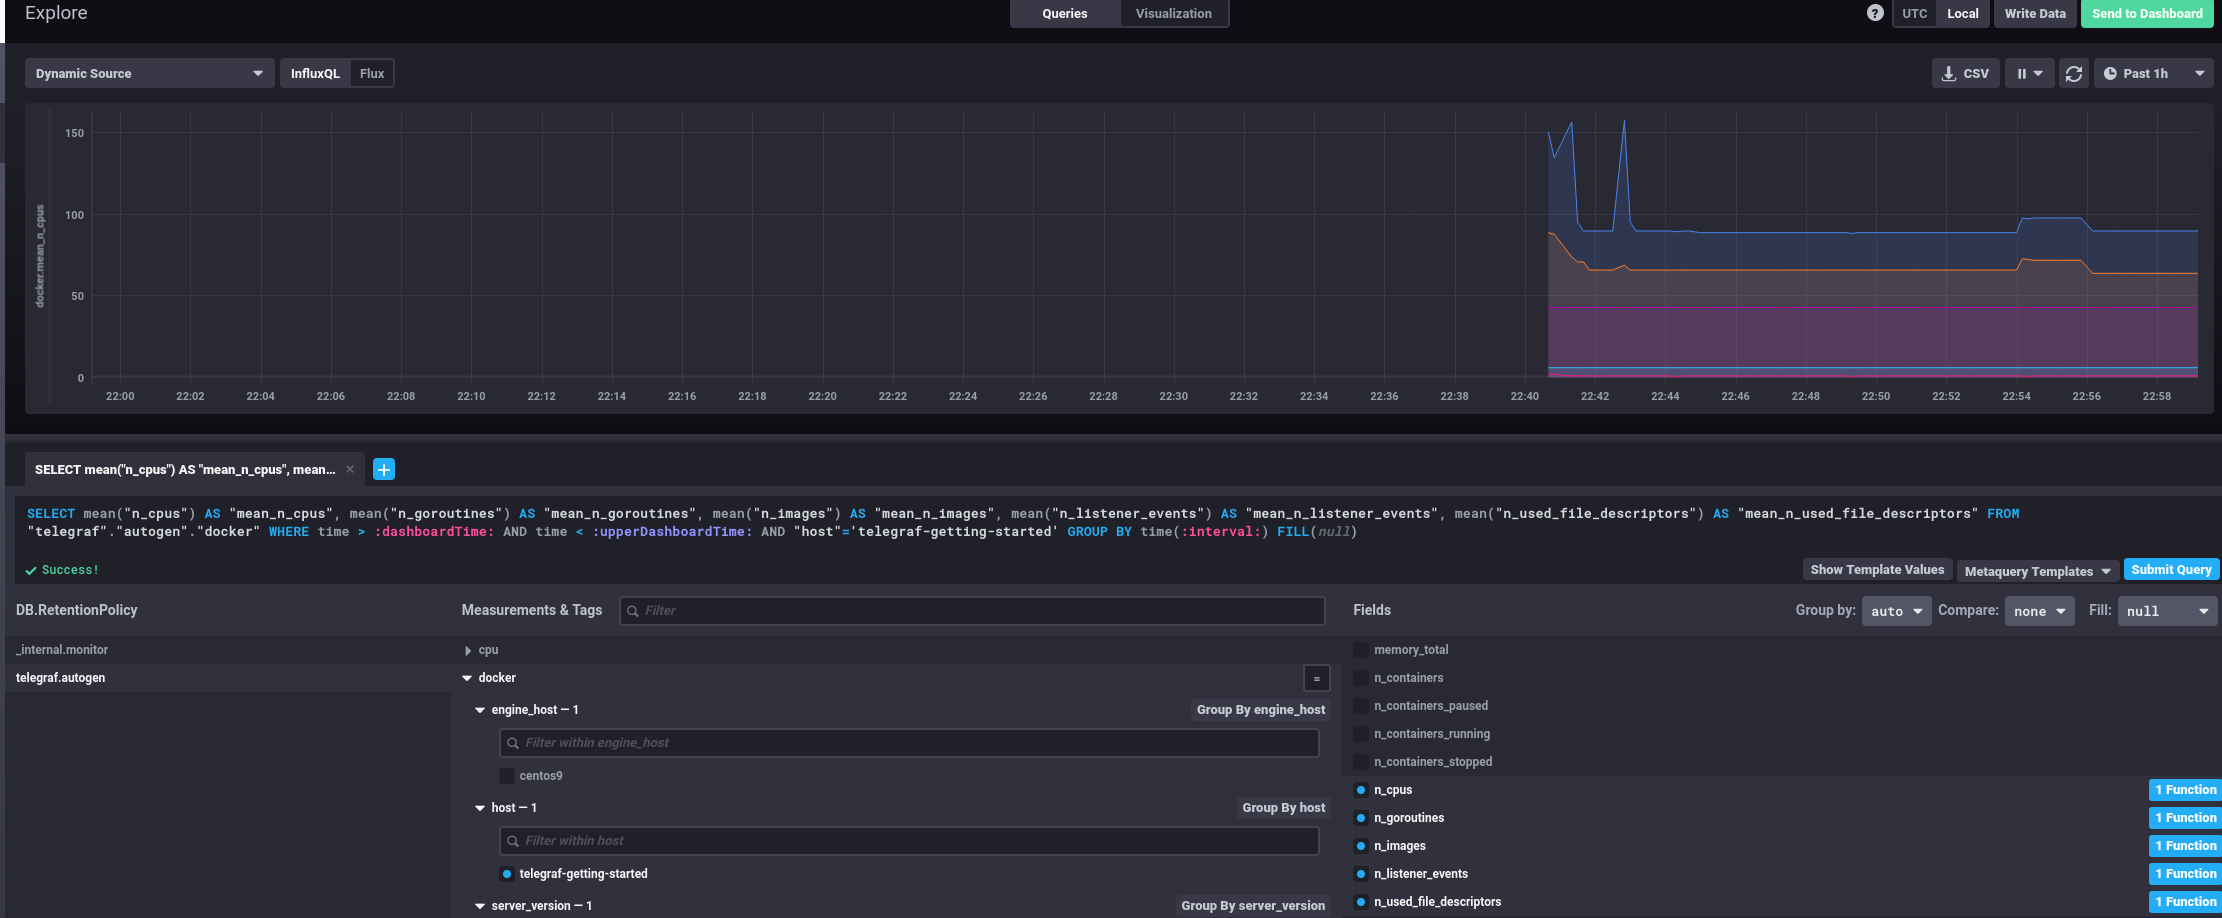 Explore
Queries
Visualization
?
UTC
Local
Write Data
Send to Dashboard
Dynamic Source
InfluxQL
Flux
CSV
Past 1h
docker.mean_n_cpus
150
100
50
0
22:00 22:02 22:04 22:06 22:08 22:10 22:12 22:14 22:16 22:18 22:20 22:22 22:24 22:26 22:28 22:30 22:32 22:34 22:36 22:38 22:40 22:42 22:44 22:46 22:48 22:50 22:52 22:54 22:56 22:58
SELECT mean("n_cpus") AS "mean_n_cpus", mean...
SELECT mean("n_cpus") AS "mean_n_cpus", mean("n_goroutines") AS "mean_n_goroutines", mean("n_images") AS "mean_n_images", mean("n_listener_events") AS "mean_n_listener_events", mean("n_used_file_descriptors") AS "mean_n_used_file_descriptors" FROM
"telegraf"."autogen"."docker" WHERE time > :dashboardTime: AND time < :upperDashboardTime: AND "host"='telegraf-getting-started' GROUP BY time(:interval:) FILL(null)
Success!
Show Template Values
Metaquery Templates
Submit Query
DB.RetentionPolicy
_internal.monitor
telegraf.autogen
Measurements & Tags
Filter
cpu
docker
=
engine_host — 1
Group By engine_host
Filter within engine_host
centos9
host — 1
Group By host
Filter within host
telegraf-getting-started
server_version — 1
Group By server_version
Fields
Group by: auto
Compare: none
Fill: null
memory_total
n_containers
n_containers_paused
n_containers_running
n_containers_stopped
n_cpus
1 Function
n_goroutines
1 Function
n_images
1 Function
n_listener_events
1 Function
n_used_file_descriptors
1 Function